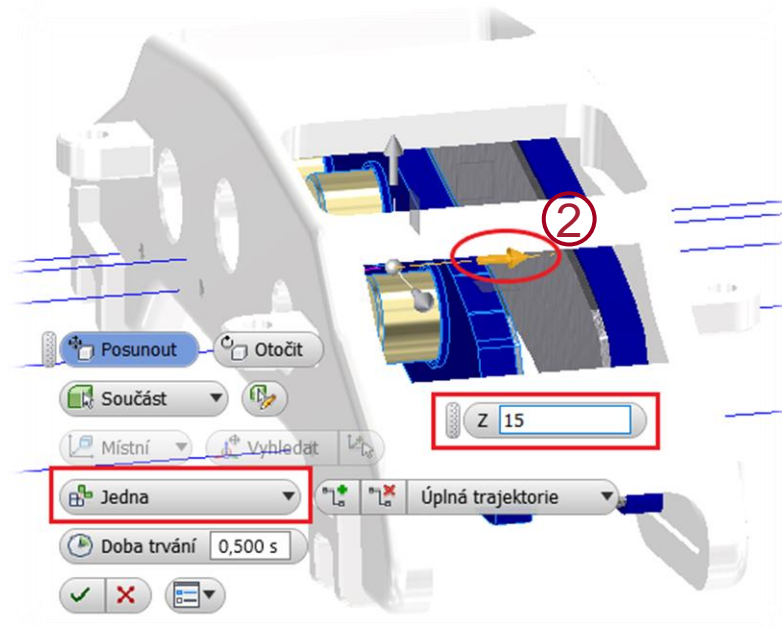 ②
Posunout Otočit
Součást
Z 15
Místní Vyhledat
Jedna Úplná trajektorie
Doba trvání 0,500 s